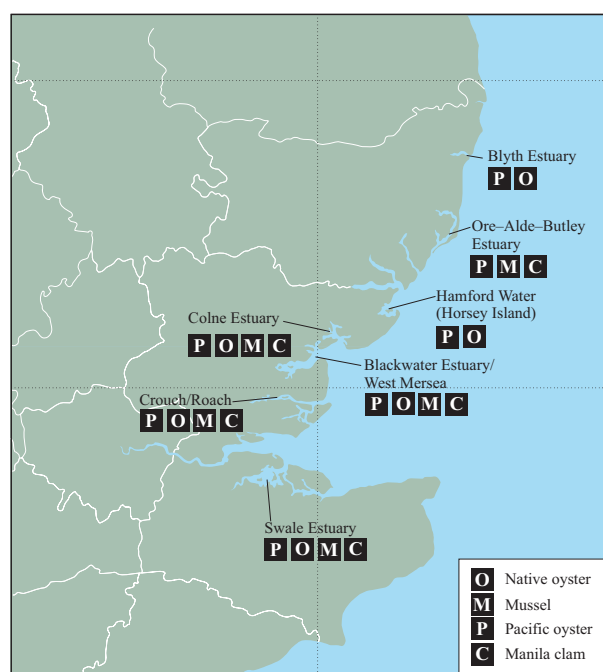 Blyth Estuary
P O
Ore–Alde–Butley
Estuary
P M C
Hamford Water
(Horsey Island)
P O
Colne Estuary
P O M C
Blackwater Estuary/
West Mersea
P O M C
Crouch/Roach
P O M C
Swale Estuary
P O M C
O Native oyster
M Mussel
P Pacific oyster
C Manila clam